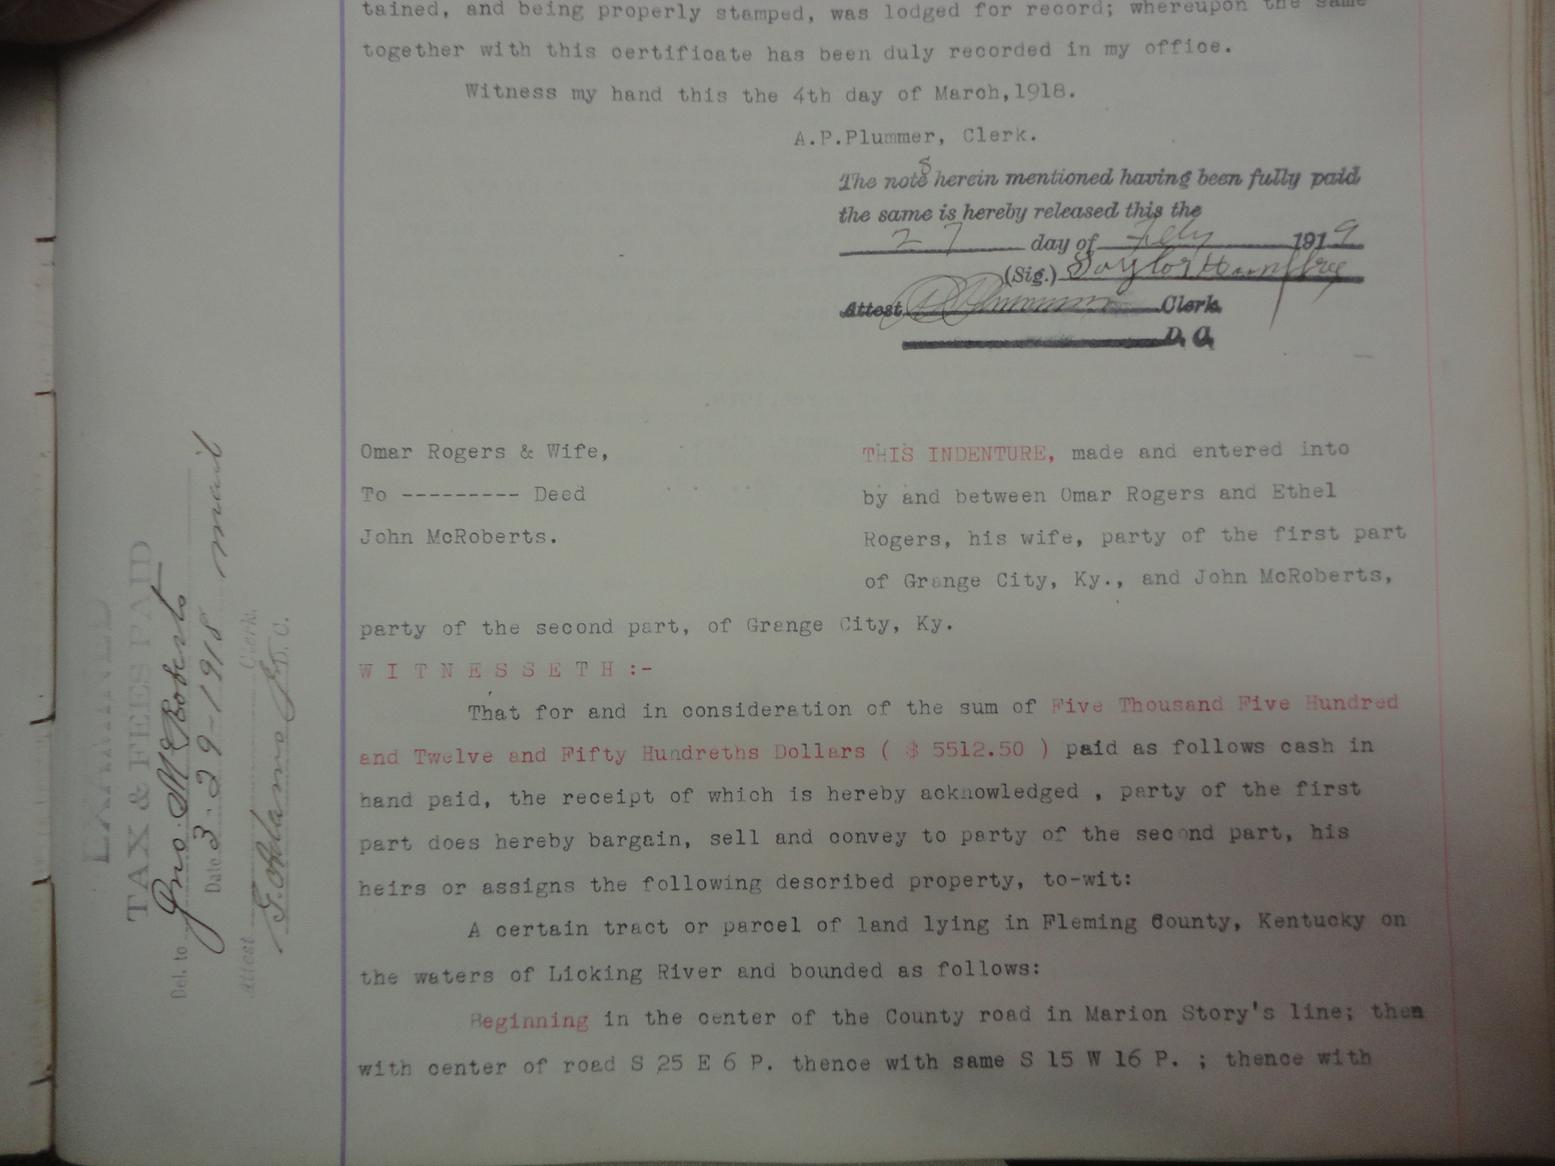 tained, and being properly stamped, was lodged for record; whereupon the same
together with this certificate has been duly recorded in my office.
Witness my hand this the 4th day of March,1918.
A.P.Plummer, Clerk.
The notes herein mentioned having been fully paid
the same is hereby released this the
27 day of Feby 1919
(Sig.) Saylor Humfrey
Attest A P Plummer Clerk
D. C.
Omar Rogers & Wife,
To --------- Deed
John McRoberts.
THIS INDENTURE, made and entered into
by and between Omar Rogers and Ethel
Rogers, his wife, party of the first part
of Grange City, Ky., and John McRoberts,
party of the second part, of Grange City, Ky.
W I T N E S S E T H :-
That for and in consideration of the sum of Five Thousand Five Hundred
and Twelve and Fifty Hundreths Dollars ( $ 5512.50 ) paid as follows cash in
hand paid, the receipt of which is hereby acknowledged , party of the first
part does hereby bargain, sell and convey to party of the second part, his
heirs or assigns the following described property, to-wit:
A certain tract or parcel of land lying in Fleming County, Kentucky on
the waters of Licking River and bounded as follows:
Beginning in the center of the County road in Marion Story's line; then
with center of road S 25 E 6 P. thence with same S 15 W 16 P. ; thence with
EXAMINED
TAX & FEES PAID
Del. to Jno. McRoberts
Date 3-29-1918 mail
Attest Clerk.
D. C.